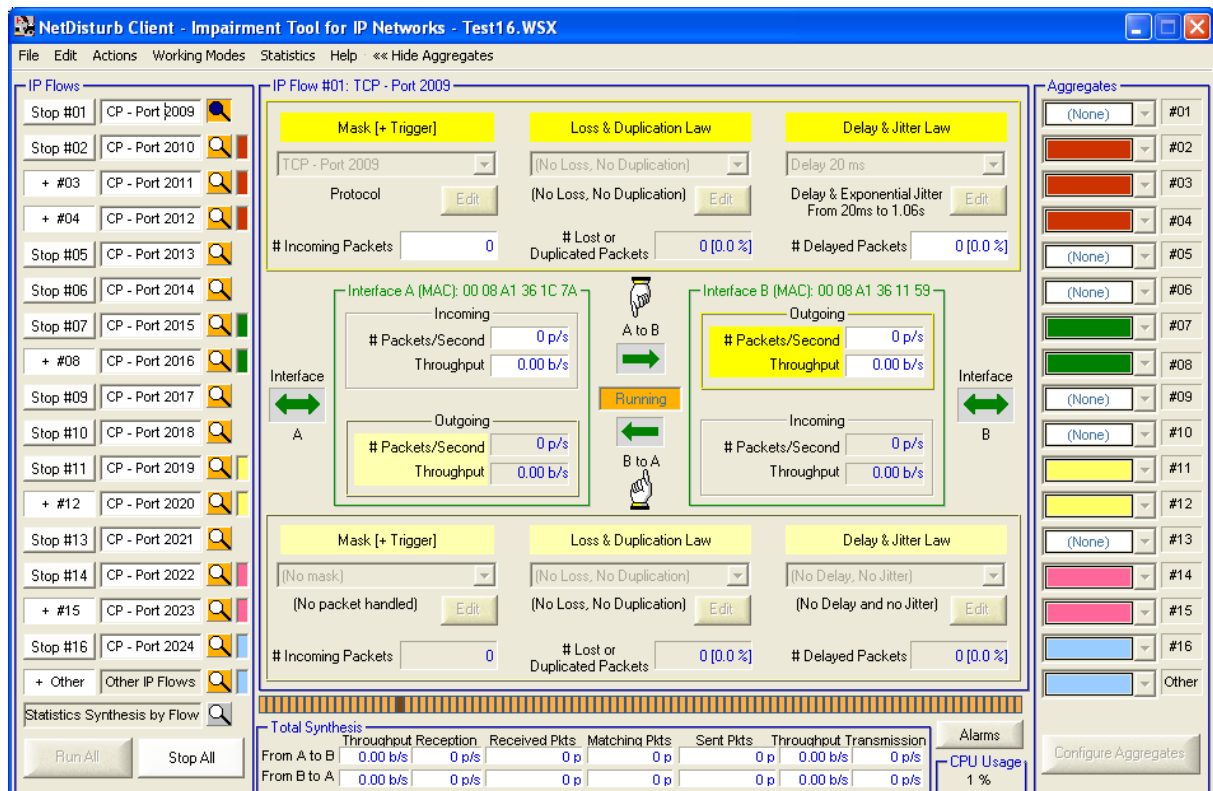 NetDisturb Client - Impairment Tool for IP Networks - Test16.WSX
File Edit Actions Working Modes Statistics Help «« Hide Aggregates
IP Flows
Stop #01 CP - Port 2009
Stop #02 CP - Port 2010
+ #03 CP - Port 2011
+ #04 CP - Port 2012
Stop #05 CP - Port 2013
Stop #06 CP - Port 2014
Stop #07 CP - Port 2015
+ #08 CP - Port 2016
Stop #09 CP - Port 2017
Stop #10 CP - Port 2018
Stop #11 CP - Port 2019
+ #12 CP - Port 2020
Stop #13 CP - Port 2021
Stop #14 CP - Port 2022
+ #15 CP - Port 2023
Stop #16 CP - Port 2024
+ Other Other IP Flows
Statistics Synthesis by Flow
Run All Stop All
IP Flow #01: TCP - Port 2009
Mask [+ Trigger] Loss & Duplication Law Delay & Jitter Law
TCP - Port 2009 (No Loss, No Duplication) Delay 20 ms
Protocol Edit (No Loss, No Duplication) Edit Delay & Exponential Jitter Edit
From 20ms to 1.06s
# Incoming Packets 0 # Lost or Duplicated Packets 0 [0.0 %] # Delayed Packets 0 [0.0 %]
Interface A (MAC): 00 08 A1 36 1C 7A
Incoming
# Packets/Second 0 p/s
Throughput 0.00 b/s
Outgoing
# Packets/Second 0 p/s
Throughput 0.00 b/s
Interface
A
A to B
Running
B to A
Interface B (MAC): 00 08 A1 36 11 59
Outgoing
# Packets/Second 0 p/s
Throughput 0.00 b/s
Incoming
# Packets/Second 0 p/s
Throughput 0.00 b/s
Interface
B
Mask [+ Trigger] Loss & Duplication Law Delay & Jitter Law
(No mask) (No Loss, No Duplication) (No Delay, No Jitter)
(No packet handled) Edit (No Loss, No Duplication) Edit (No Delay and no Jitter) Edit
# Incoming Packets 0 # Lost or Duplicated Packets 0 [0.0 %] # Delayed Packets 0 [0.0 %]
Total Synthesis
Throughput Reception Received Pkts Matching Pkts Sent Pkts Throughput Transmission
From A to B 0.00 b/s 0 p/s 0 p 0 p 0 p 0.00 b/s 0 p/s
From B to A 0.00 b/s 0 p/s 0 p 0 p 0 p 0.00 b/s 0 p/s
Alarms
CPU Usage
1 %
Aggregates
(None) #01
#02
#03
#04
(None) #05
(None) #06
#07
#08
(None) #09
(None) #10
#11
#12
(None) #13
#14
#15
#16
Other
Configure Aggregates